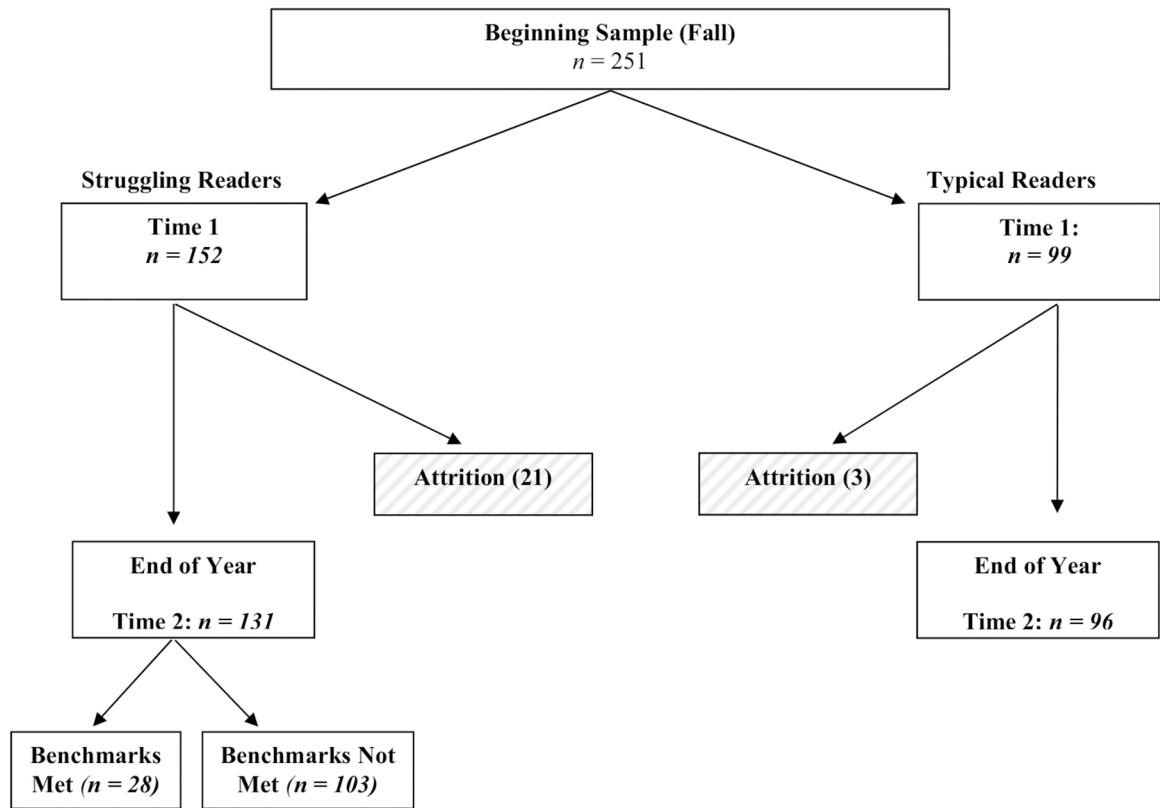 Beginning Sample (Fall)
n = 251
Struggling Readers
Typical Readers
Time 1
n = 152
Time 1:
n = 99
Attrition (21)
Attrition (3)
End of Year
Time 2: n = 131
End of Year
Time 2: n = 96
Benchmarks
Met (n = 28)
Benchmarks Not
Met (n = 103)